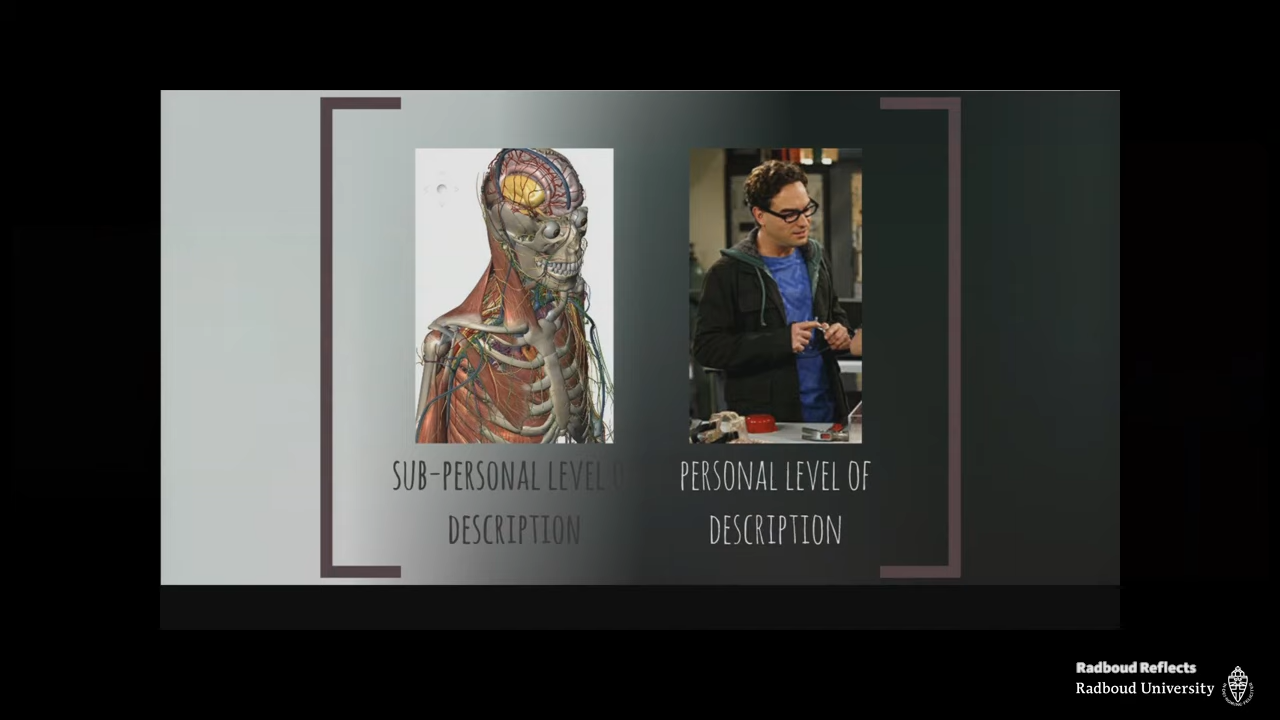 SUB-PERSONAL LEVEL O
DESCRIPTION
PERSONAL LEVEL OF
DESCRIPTION
Radboud Reflects
Radboud University